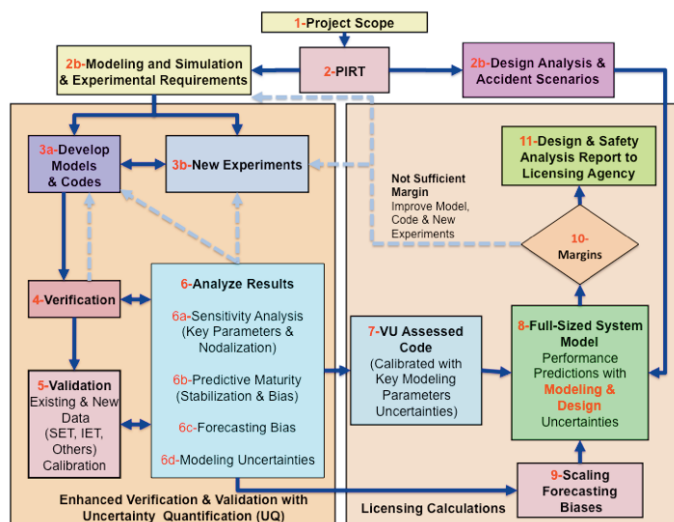 1-Project Scope
2b-Modeling and Simulation
& Experimental Requirements
2-PIRT
2b-Design Analysis &
Accident Scenarios
3a-Develop
Models
& Codes
3b-New Experiments
Not Sufficient
Margin
Improve Model,
Code & New
Experiments
11-Design & Safety
Analysis Report to
Licensing Agency
10-
Margins
4-Verification
6-Analyze Results
6a-Sensitivity Analysis
(Key Parameters &
Nodalization)
6b-Predictive Maturity
(Stabilization & Bias)
6c-Forecasting Bias
6d-Modeling Uncertainties
5-Validation
Existing & New
Data
(SET, IET,
Others)
Calibration
7-VU Assessed
Code
(Calibrated with
Key Modeling
Parameters
Uncertainties)
8-Full-Sized System
Model
Performance
Predictions with
Modeling &
Design
Uncertainties
9-Scaling
Forecasting
Biases
Enhanced Verification & Validation with
Uncertainty Quantification (UQ)
Licensing Calculations